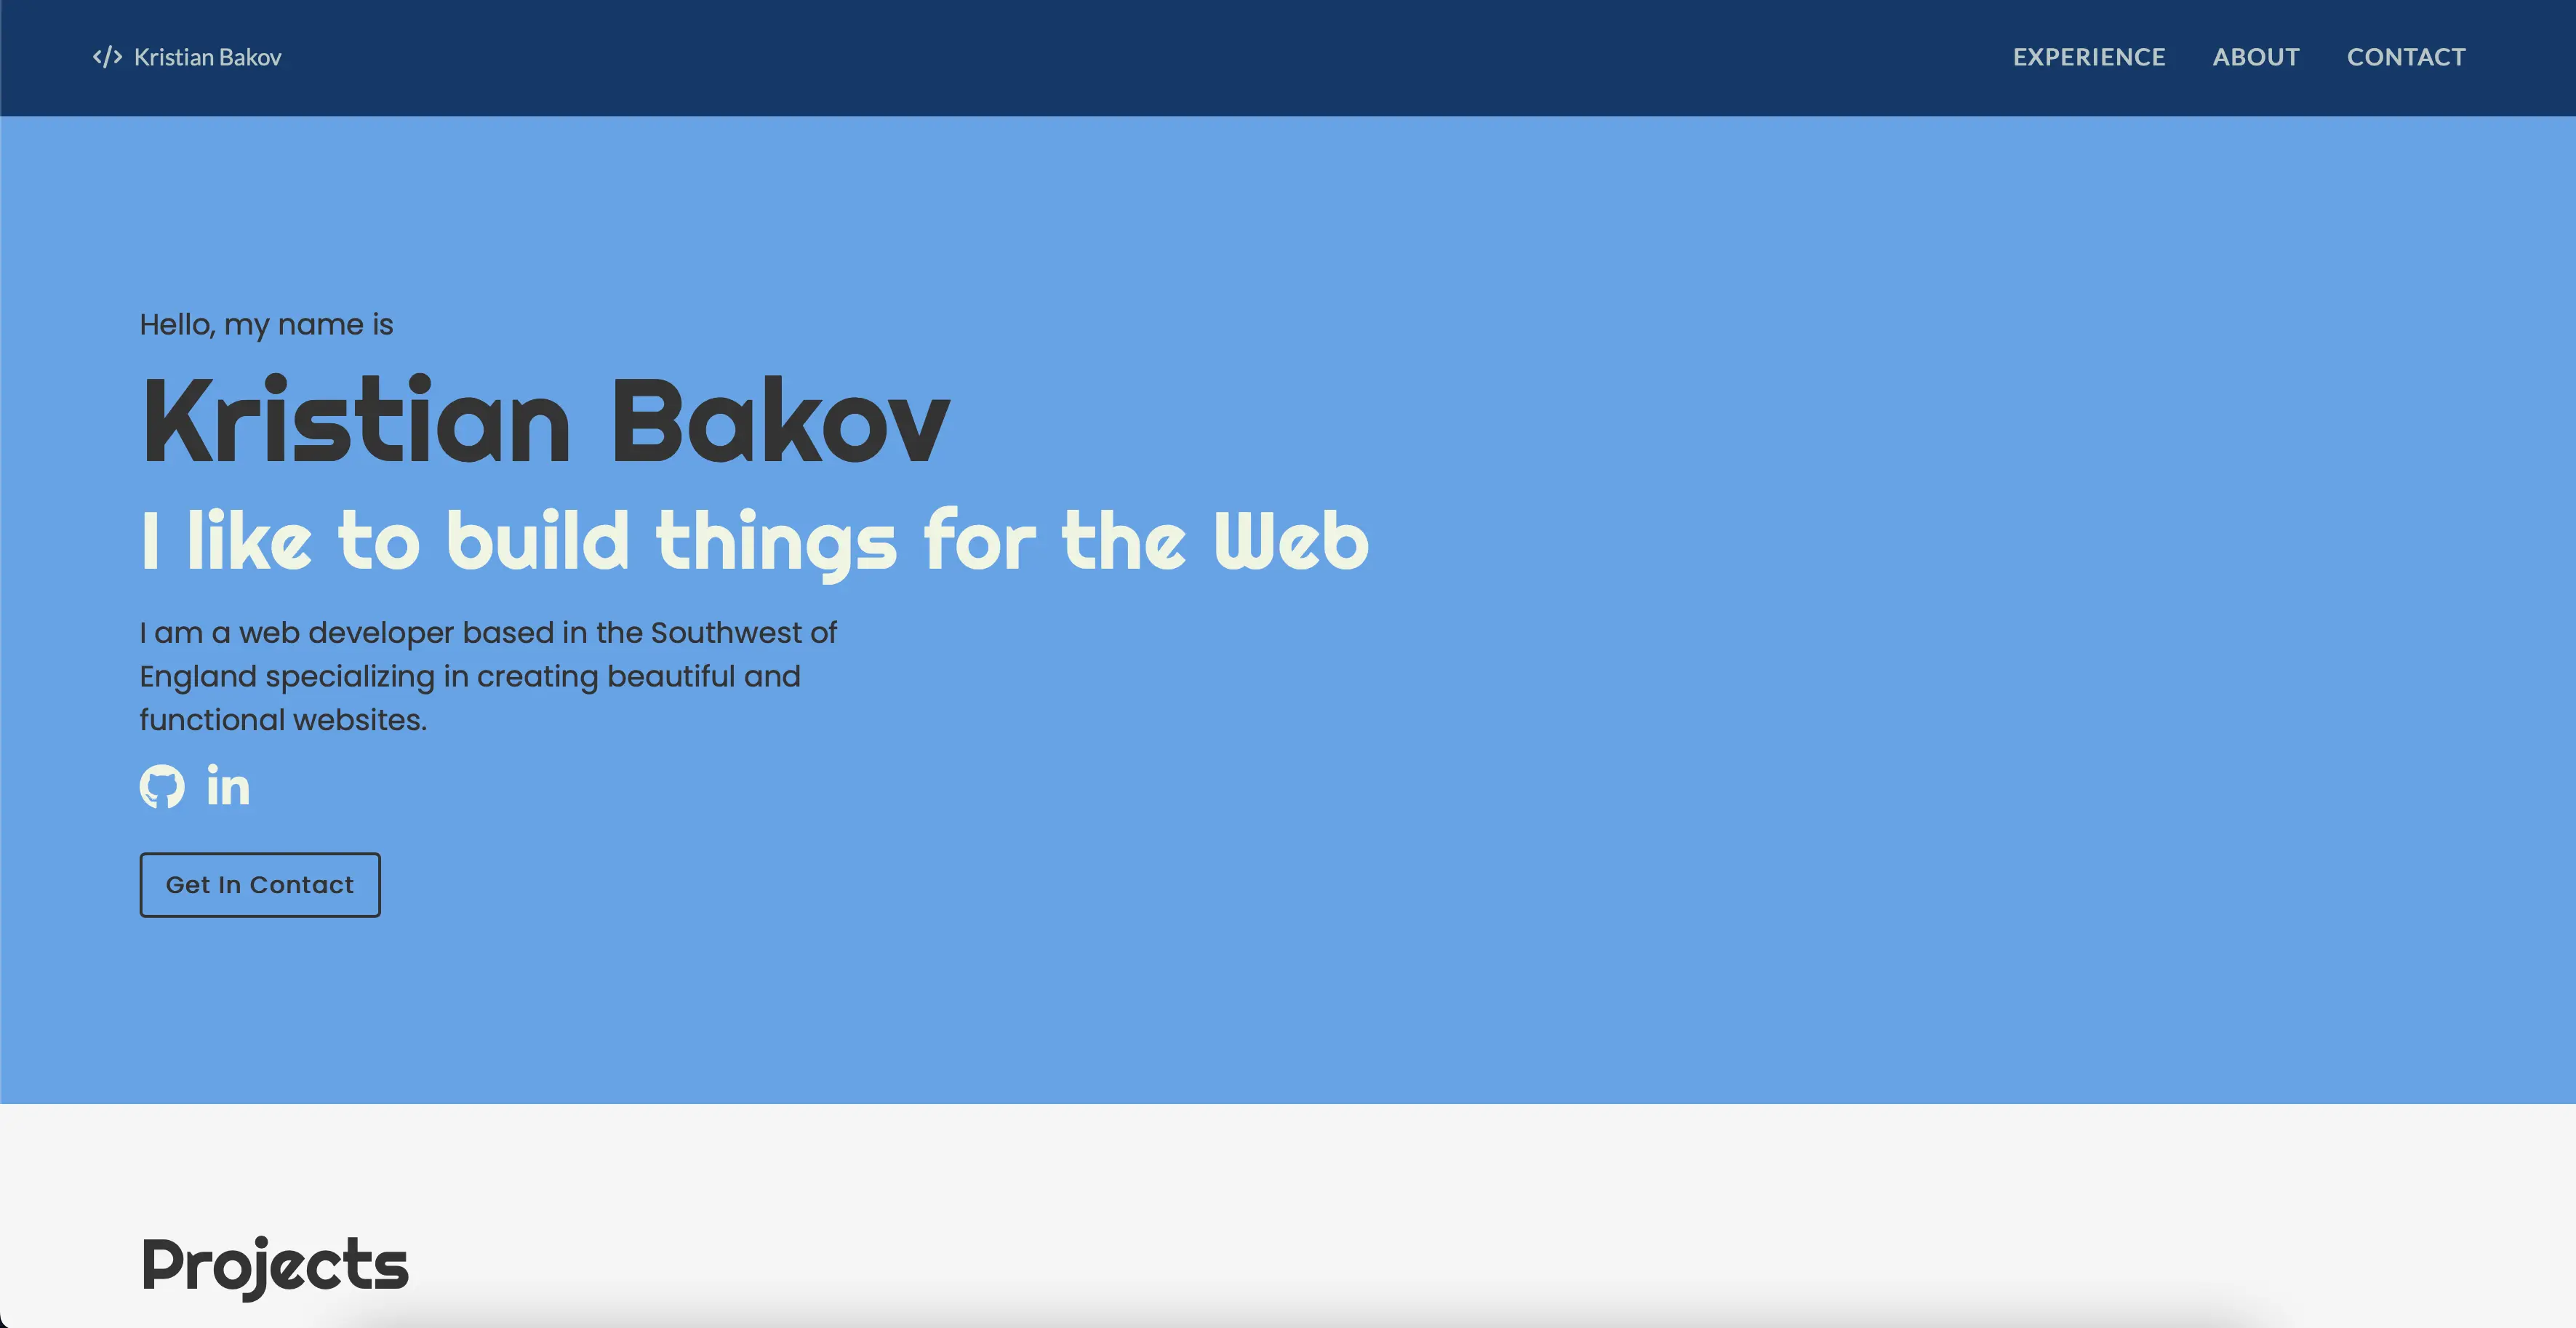 </> Kristian Bakov
EXPERIENCE ABOUT CONTACT
Hello, my name is
Kristian Bakov
I like to build things for the Web
I am a web developer based in the Southwest of
England specializing in creating beautiful and
functional websites.
in
Get In Contact
Projects